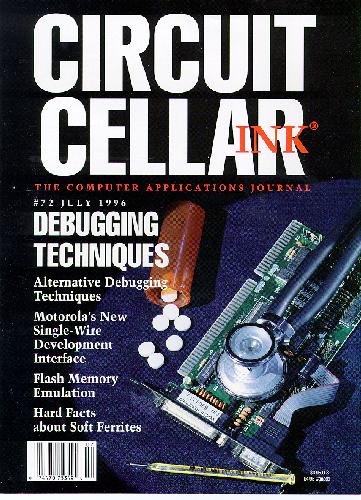 CIRCUIT
CELLAR
INK®
THE COMPUTER APPLICATIONS JOURNAL
#72 JULY 1996
DEBUGGING
TECHNIQUES
Alternative Debugging
Techniques
Motorola's New
Single-Wire
Development
Interface
Flash Memory
Emulation
Hard Facts
about Soft Ferrites